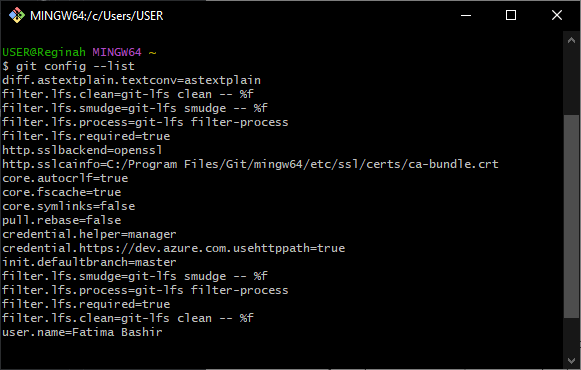 MINGW64:/c/Users/USER
USER@Reginah MINGW64 ~
$ git config --list
diff.astextplain.textconv=astextplain
filter.lfs.clean=git-lfs clean -- %f
filter.lfs.smudge=git-lfs smudge -- %f
filter.lfs.process=git-lfs filter-process
filter.lfs.required=true
http.sslbackend=openssl
http.sslcainfo=C:/Program Files/Git/mingw64/etc/ssl/certs/ca-bundle.crt
core.autocrlf=true
core.fscache=true
core.symlinks=false
pull.rebase=false
credential.helper=manager
credential.https://dev.azure.com.usehttppath=true
init.defaultbranch=master
filter.lfs.smudge=git-lfs smudge -- %f
filter.lfs.process=git-lfs filter-process
filter.lfs.required=true
filter.lfs.clean=git-lfs clean -- %f
user.name=Fatima Bashir